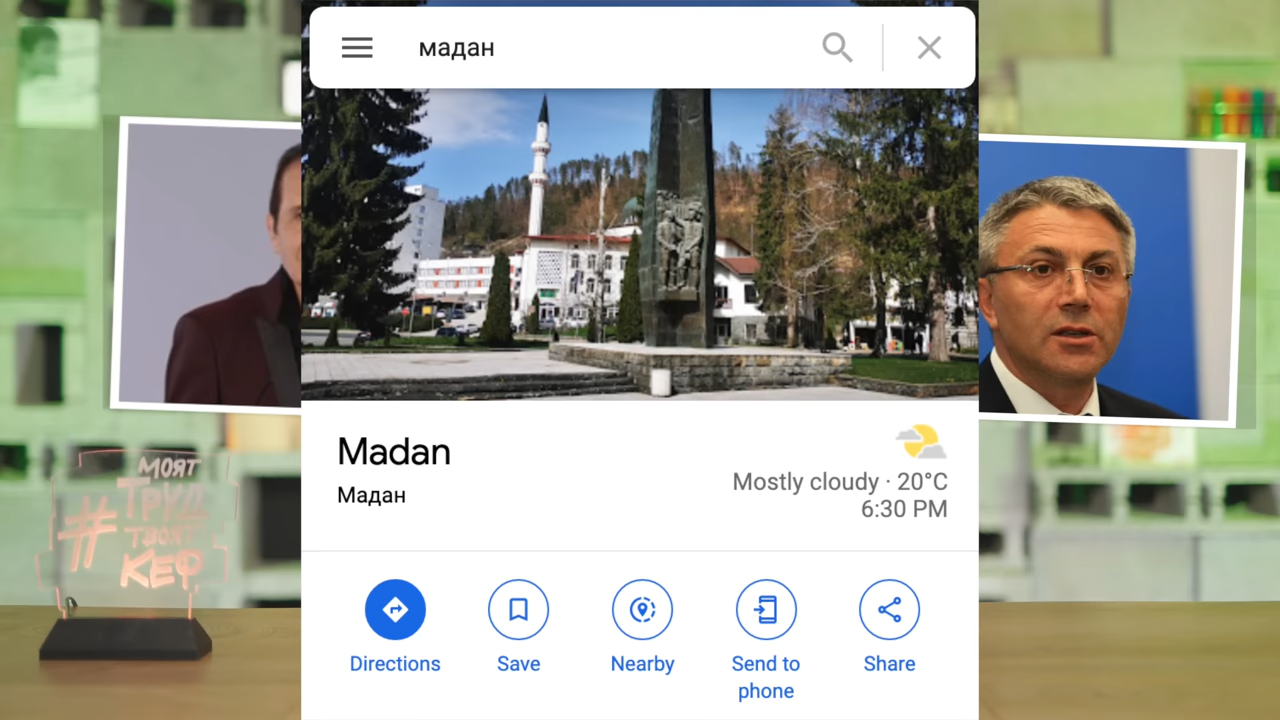 мадан
Madan
Мадан
Mostly cloudy · 20°C
6:30 PM
Directions
Save
Nearby
Send to
phone
Share
МОЯТ
#ТРУД
ТВОЯТ
КЕФ